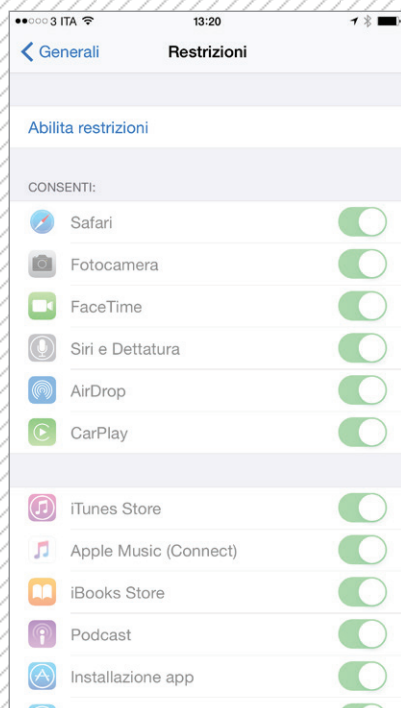 3 ITA 13:20
Generali Restrizioni
Abilita restrizioni
CONSENTI:
Safari
Fotocamera
FaceTime
Siri e Dettatura
AirDrop
CarPlay
iTunes Store
Apple Music (Connect)
iBooks Store
Podcast
Installazione app